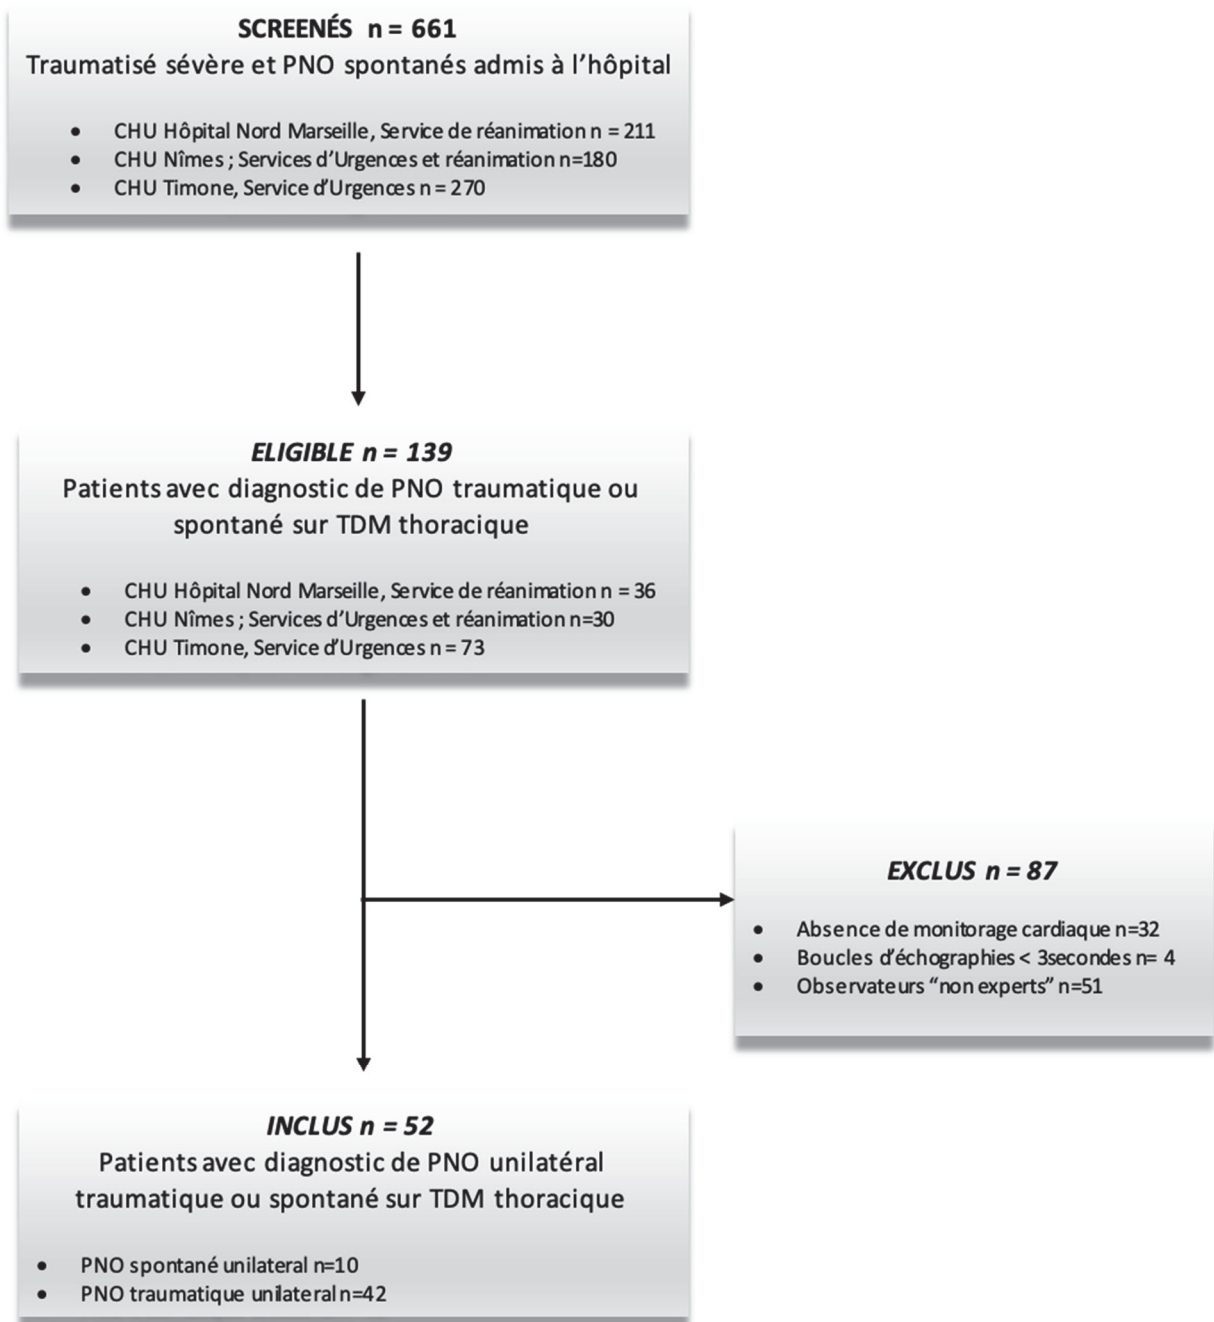 SCREENÉS n = 661
Traumatisé sévère et PNO spontanés admis à l'hôpital
• CHU Hôpital Nord Marseille, Service de réanimation n = 211
• CHU Nîmes ; Services d'Urgences et réanimation n=180
• CHU Timone, Service d'Urgences n = 270
ELIGIBLE n = 139
Patients avec diagnostic de PNO traumatique ou
spontané sur TDM thoracique
• CHU Hôpital Nord Marseille, Service de réanimation n = 36
• CHU Nîmes ; Services d'Urgences et réanimation n=30
• CHU Timone, Service d'Urgences n = 73
EXCLUS n = 87
• Absence de monitorage cardiaque n=32
• Boucles d'échographies < 3secondes n= 4
• Observateurs “non experts” n=51
INCLUS n = 52
Patients avec diagnostic de PNO unilatéral
traumatique ou spontané sur TDM thoracique
• PNO spontané unilateral n=10
• PNO traumatique unilateral n=42